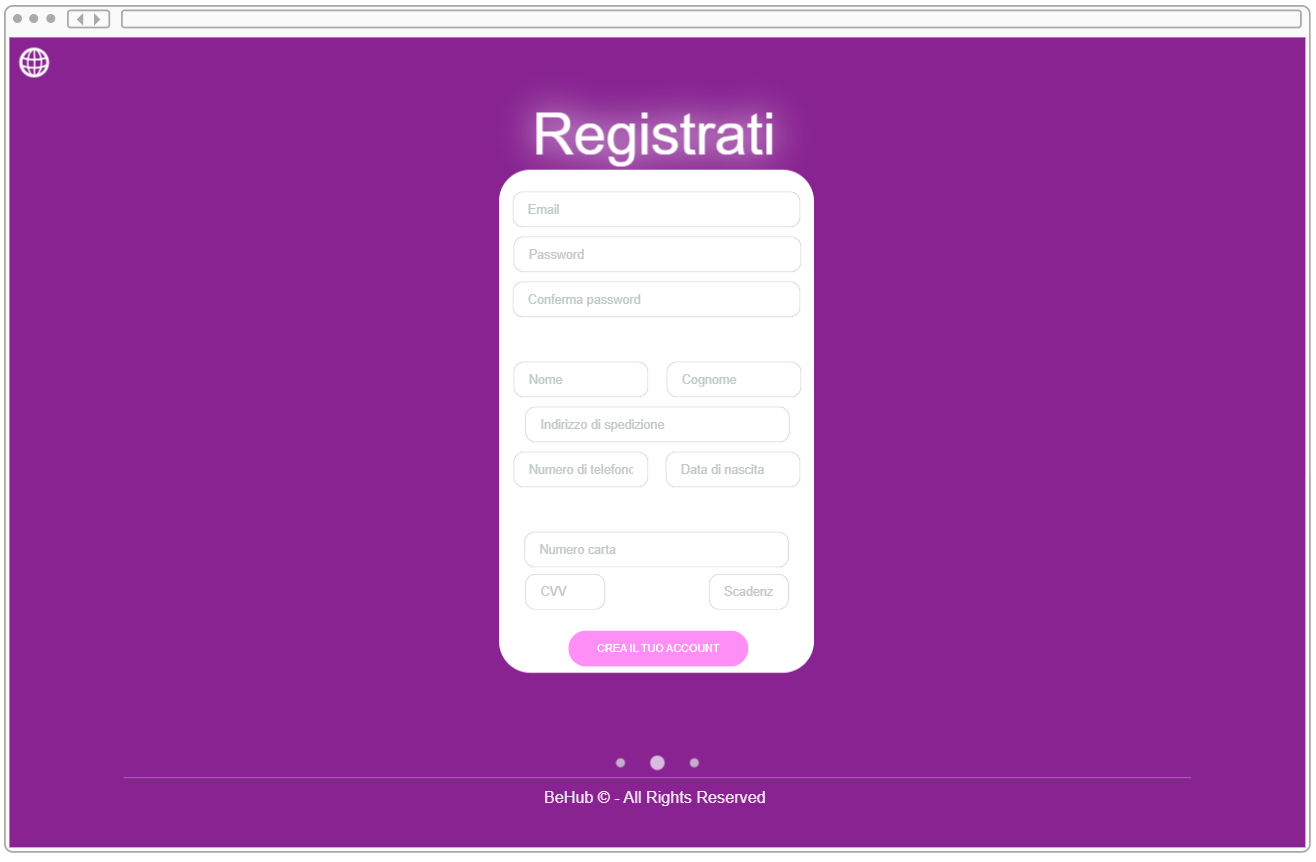 Registrati
Email
Password
Conferma password
Nome Cognome
Indirizzo di spedizione
Numero di telefono Data di nascita
Numero carta
CVV Scadenz
CREA IL TUO ACCOUNT
BeHub © - All Rights Reserved